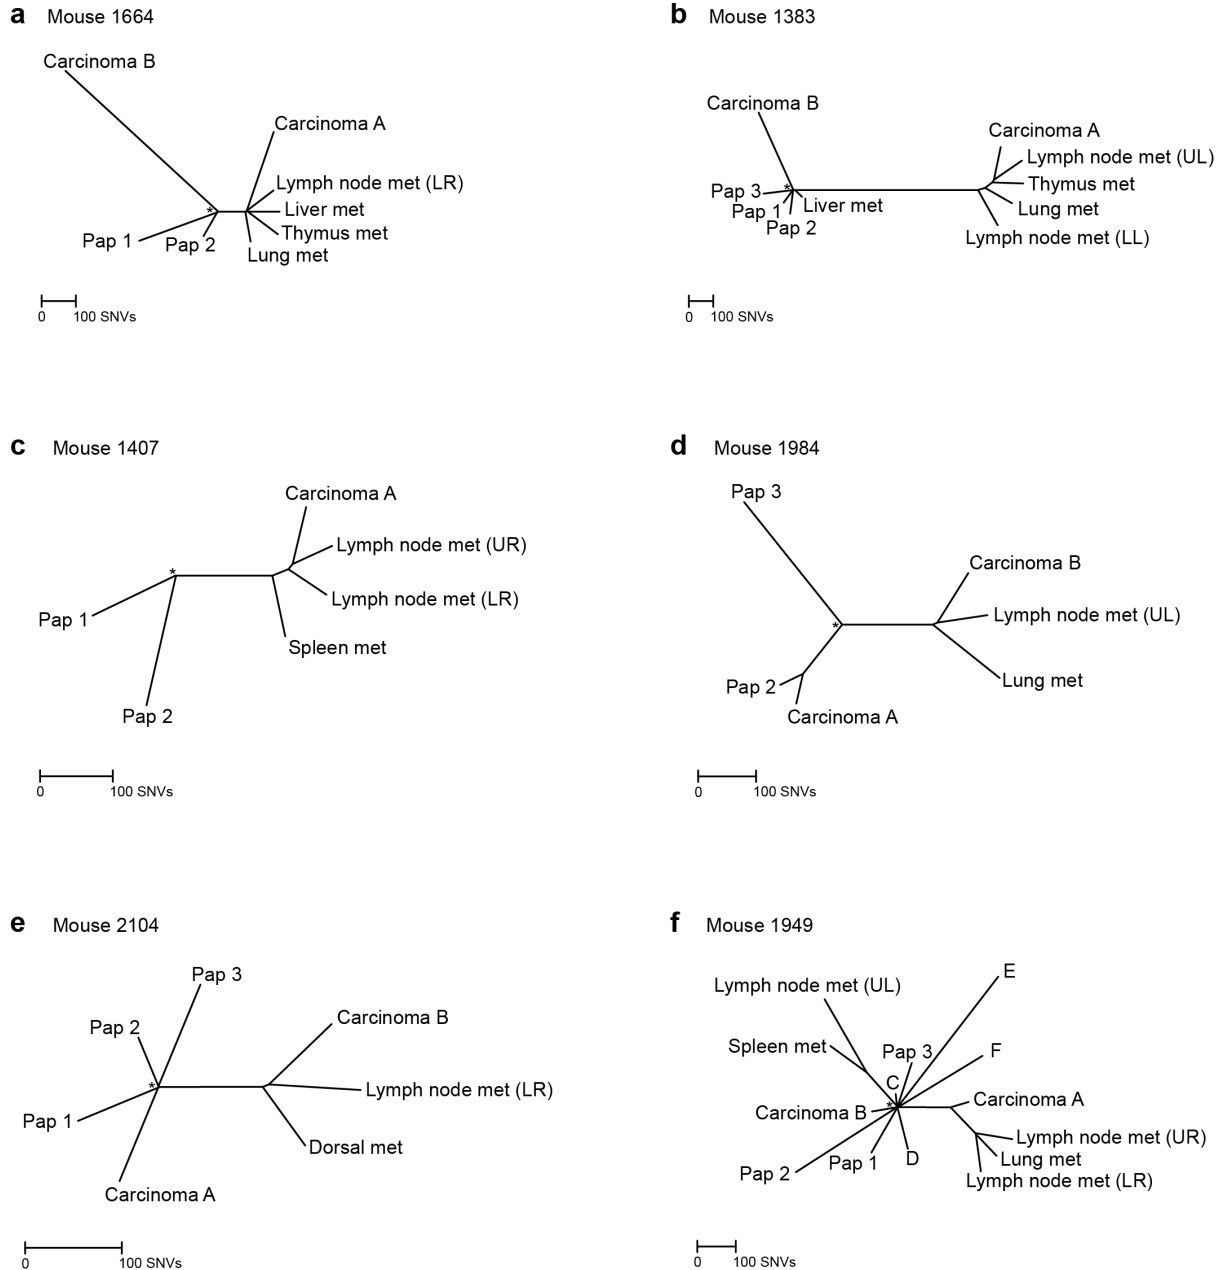 a Mouse 1664
Carcinoma B
Carcinoma A
Lymph node met (LR)
Liver met
Thymus met
Lung met
Pap 1
Pap 2
*
0 100 SNVs
b Mouse 1383
Carcinoma B
Carcinoma A
Lymph node met (UL)
Thymus met
Lung met
Lymph node met (LL)
*
Pap 3
Pap 1
Pap 2
Liver met
0 100 SNVs
c Mouse 1407
Carcinoma A
Lymph node met (UR)
Lymph node met (LR)
Spleen met
*
Pap 1
Pap 2
0 100 SNVs
d Mouse 1984
Pap 3
Carcinoma B
Lymph node met (UL)
Lung met
*
Pap 2
Carcinoma A
0 100 SNVs
e Mouse 2104
Pap 3
Pap 2
Carcinoma B
*
Lymph node met (LR)
Pap 1
Dorsal met
Carcinoma A
0 100 SNVs
f Mouse 1949
E
Lymph node met (UL)
Spleen met
Pap 3
F
C
*
Carcinoma B
Carcinoma A
Lymph node met (UR)
Lung met
Lymph node met (LR)
D
Pap 1
Pap 2
0 100 SNVs